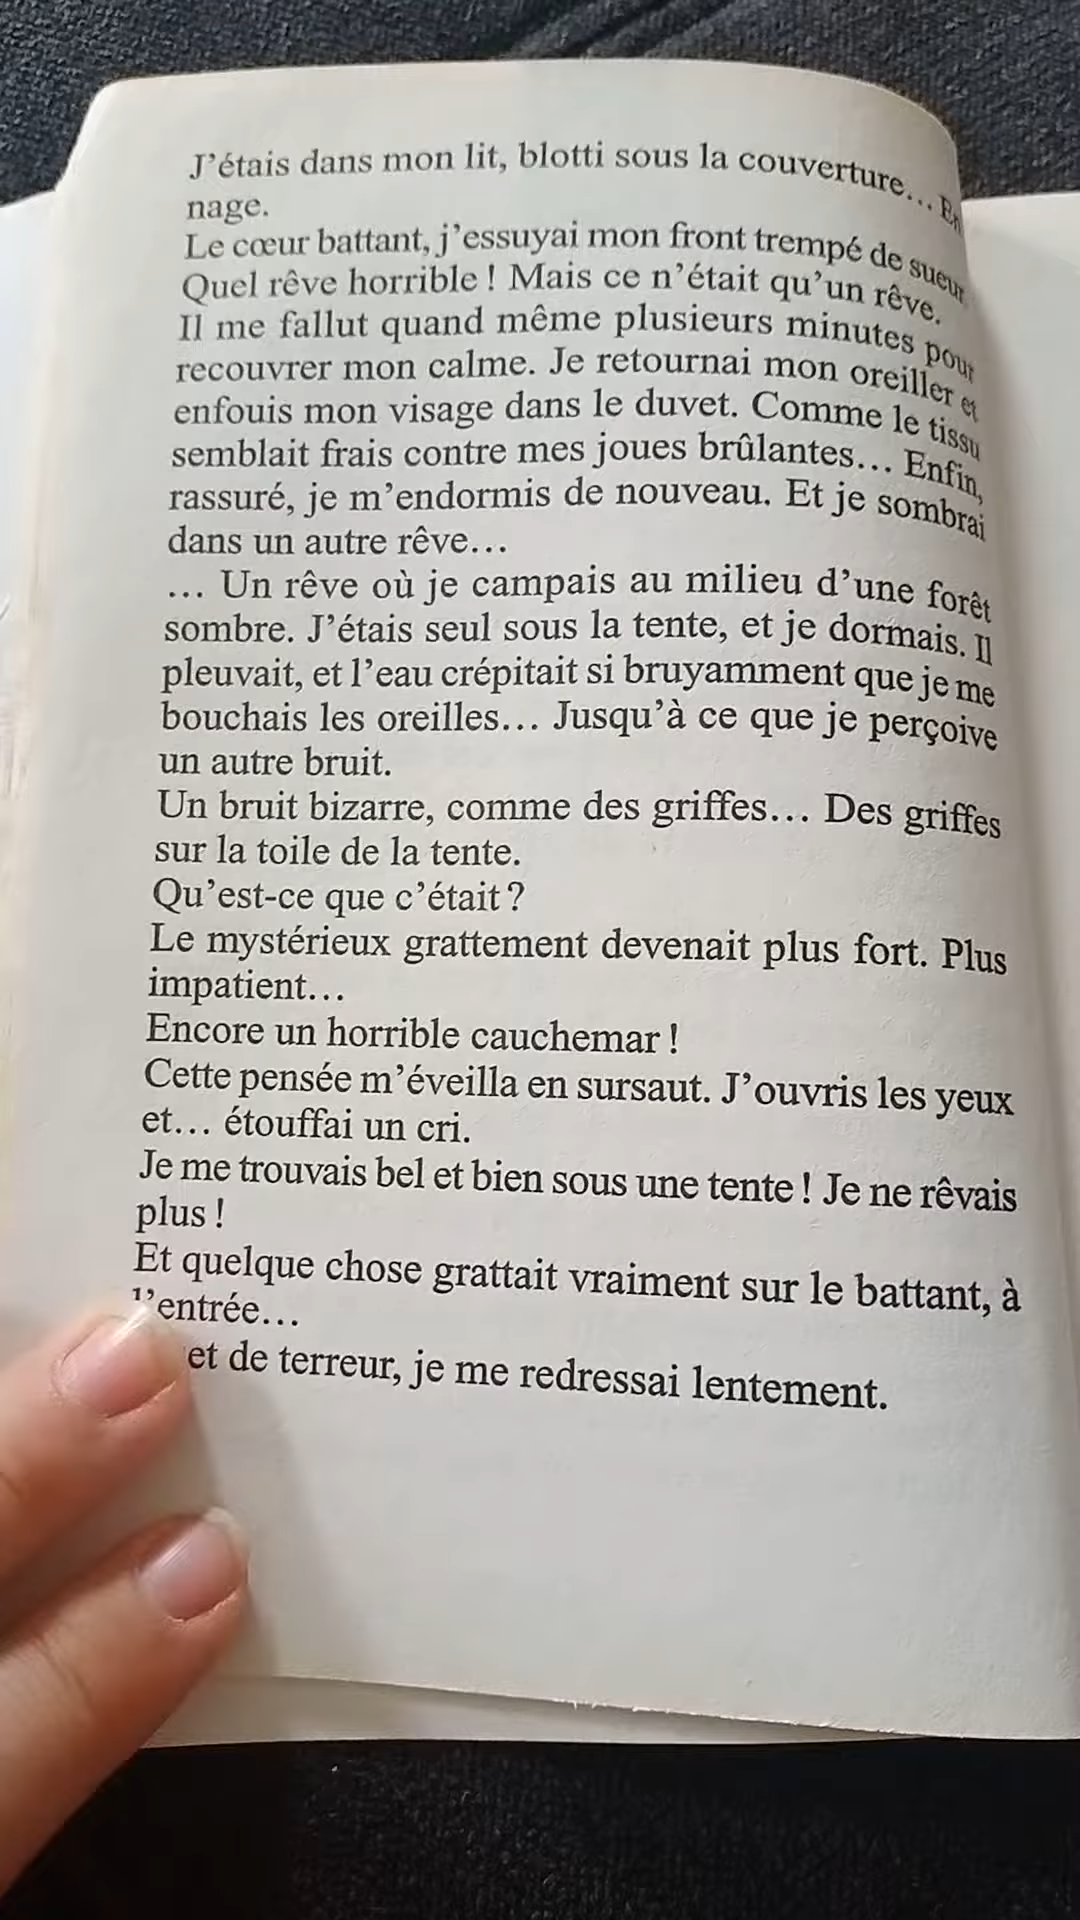 J'étais dans mon lit, blotti sous la couverture... En
nage.
Le cœur battant, j'essuyai mon front trempé de sueur.
Quel rêve horrible ! Mais ce n'était qu'un rêve.
Il me fallut quand même plusieurs minutes pour
recouvrer mon calme. Je retournai mon oreiller et
enfouis mon visage dans le duvet. Comme le tissu
semblait frais contre mes joues brûlantes... Enfin,
rassuré, je m'endormis de nouveau. Et je sombrai
dans un autre rêve...
... Un rêve où je campais au milieu d'une forêt
sombre. J'étais seul sous la tente, et je dormais. Il
pleuvait, et l'eau crépitait si bruyamment que je me
bouchais les oreilles... Jusqu'à ce que je perçoive
un autre bruit.
Un bruit bizarre, comme des griffes... Des griffes
sur la toile de la tente.
Qu'est-ce que c'était ?
Le mystérieux grattement devenait plus fort. Plus
impatient...
Encore un horrible cauchemar !
Cette pensée m'éveilla en sursaut. J'ouvris les yeux
et... étouffai un cri.
Je me trouvais bel et bien sous une tente ! Je ne rêvais
plus !
Et quelque chose grattait vraiment sur le battant, à
l'entrée...
de terreur, je me redressai lentement.